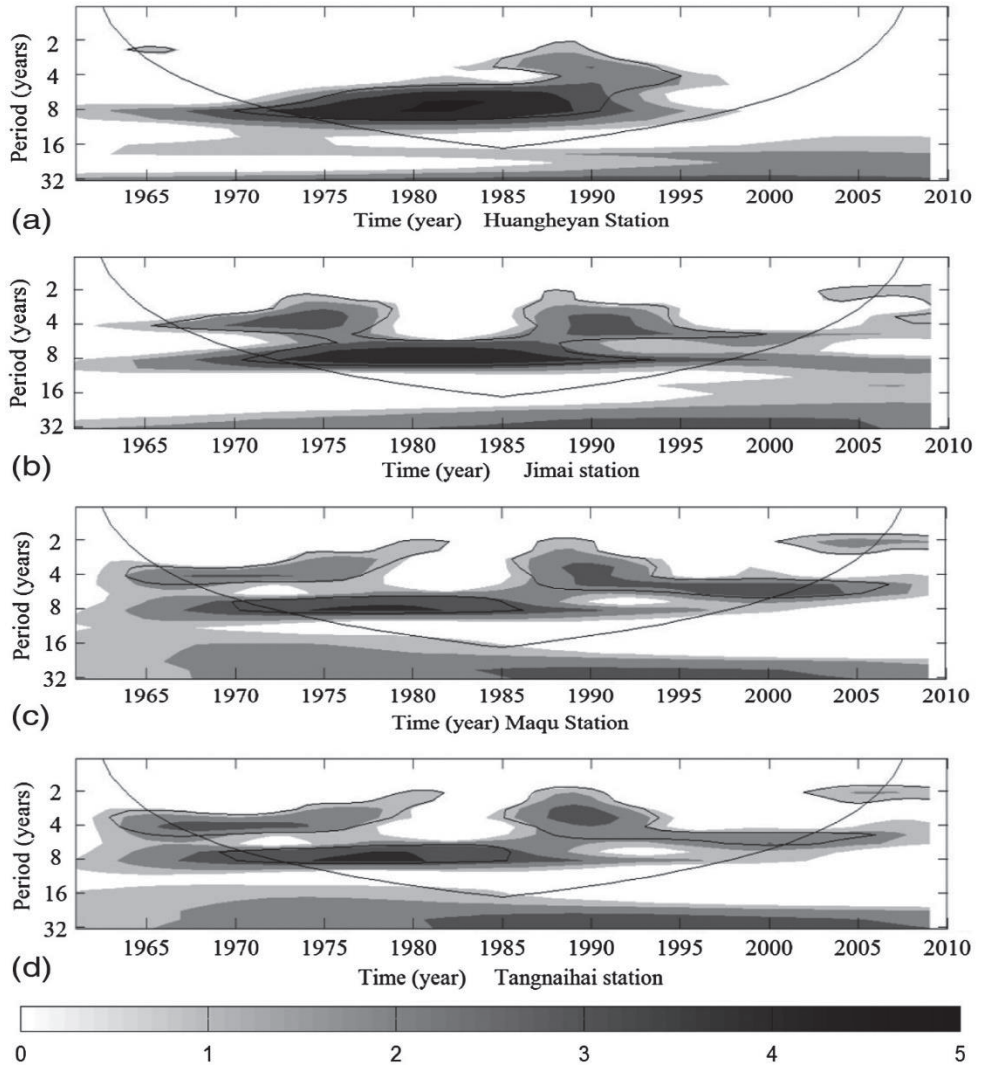 Period (years)
2
4
8
16
32
1965 1970 1975 1980 1985 1990 1995 2000 2005 2010
(a)
Time (year) Huangheyan Station
Period (years)
2
4
8
16
32
1965 1970 1975 1980 1985 1990 1995 2000 2005 2010
(b)
Time (year) Jimai station
Period (years)
2
4
8
16
32
1965 1970 1975 1980 1985 1990 1995 2000 2005 2010
(c)
Time (year) Maqu Station
Period (years)
2
4
8
16
32
1965 1970 1975 1980 1985 1990 1995 2000 2005 2010
(d)
Time (year) Tangnaihai station
0 1 2 3 4 5